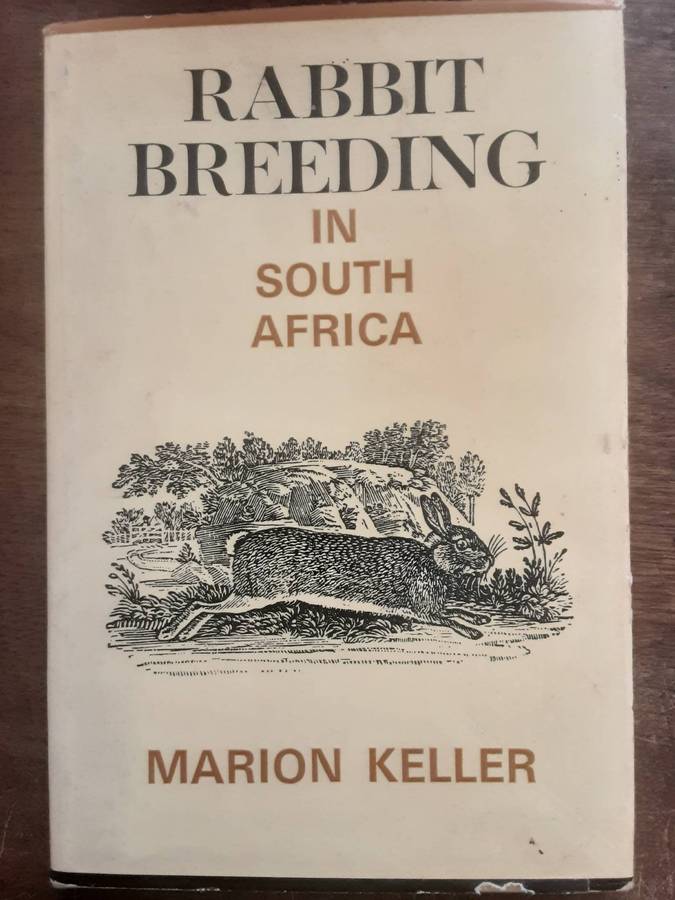 RABBIT
BREEDING
IN
SOUTH
AFRICA
MARION KELLER